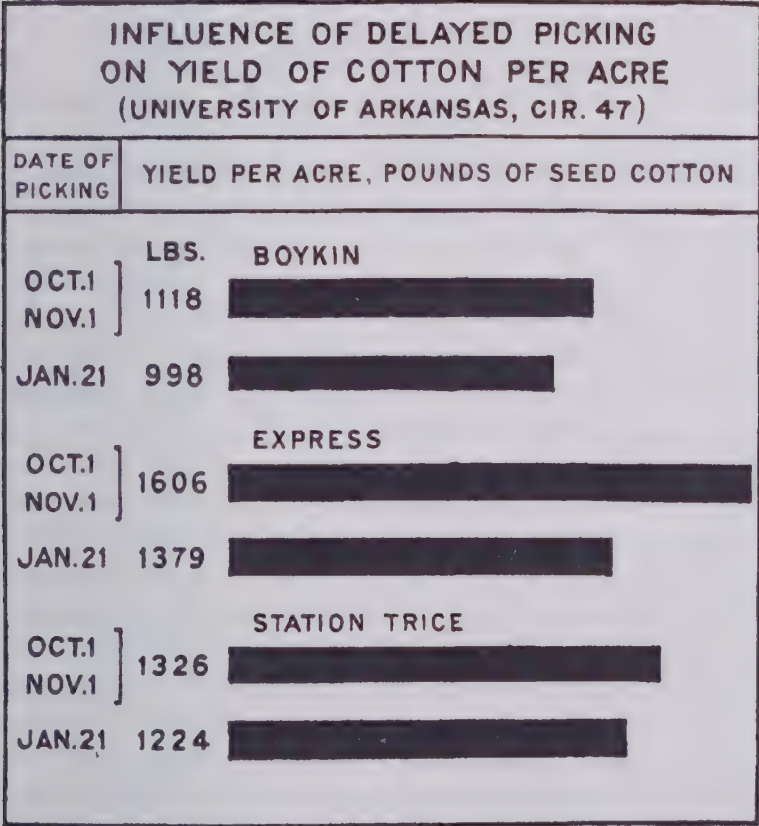 INFLUENCE OF DELAYED PICKING
ON YIELD OF COTTON PER ACRE
(UNIVERSITY OF ARKANSAS, CIR. 47)
DATE OF
PICKING
YIELD PER ACRE, POUNDS OF SEED COTTON
LBS. BOYKIN
OCT.1
NOV.1
1118
JAN.21 998
EXPRESS
OCT.1
NOV.1
1606
JAN.21 1379
STATION TRICE
OCT.1
NOV.1
1326
JAN.21 1224